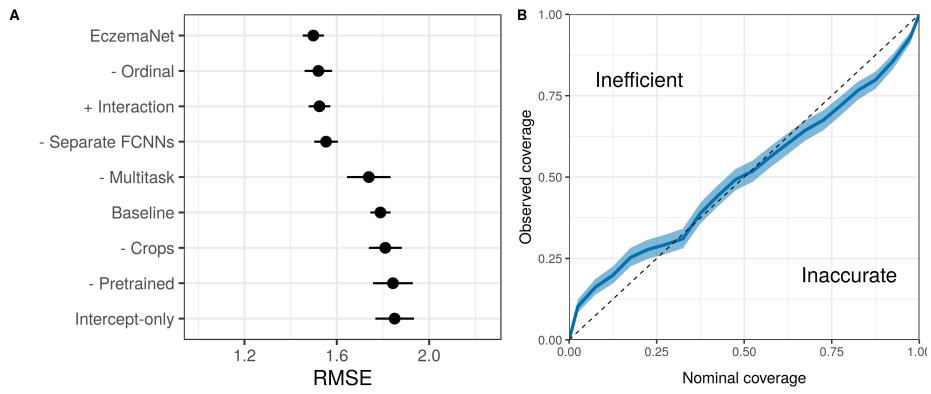 A
EczemaNet
- Ordinal
+ Interaction
- Separate FCNNs
- Multitask
Baseline
- Crops
- Pretrained
Intercept-only
1.2 1.6 2.0
RMSE
B
Observed coverage
1.00
0.75
0.50
0.25
0.00
Inefficient
Inaccurate
0.00 0.25 0.50 0.75 1.00
Nominal coverage